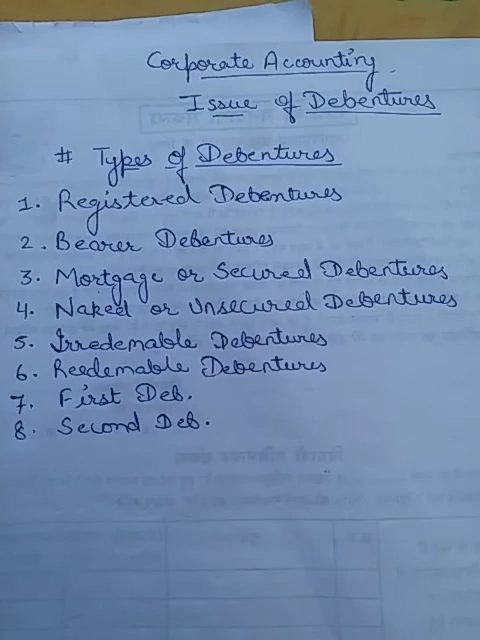 Corporate Accounting.
Issue of Debentures
# Types of Debentures
1. Registered Debentures
2. Bearer Debentures
3. Mortgage or Secured Debentures
4. Naked or Unsecured Debentures
5. Irredemable Debentures
6. Reedemable Debentures
7. First Deb.
8. Second Deb.